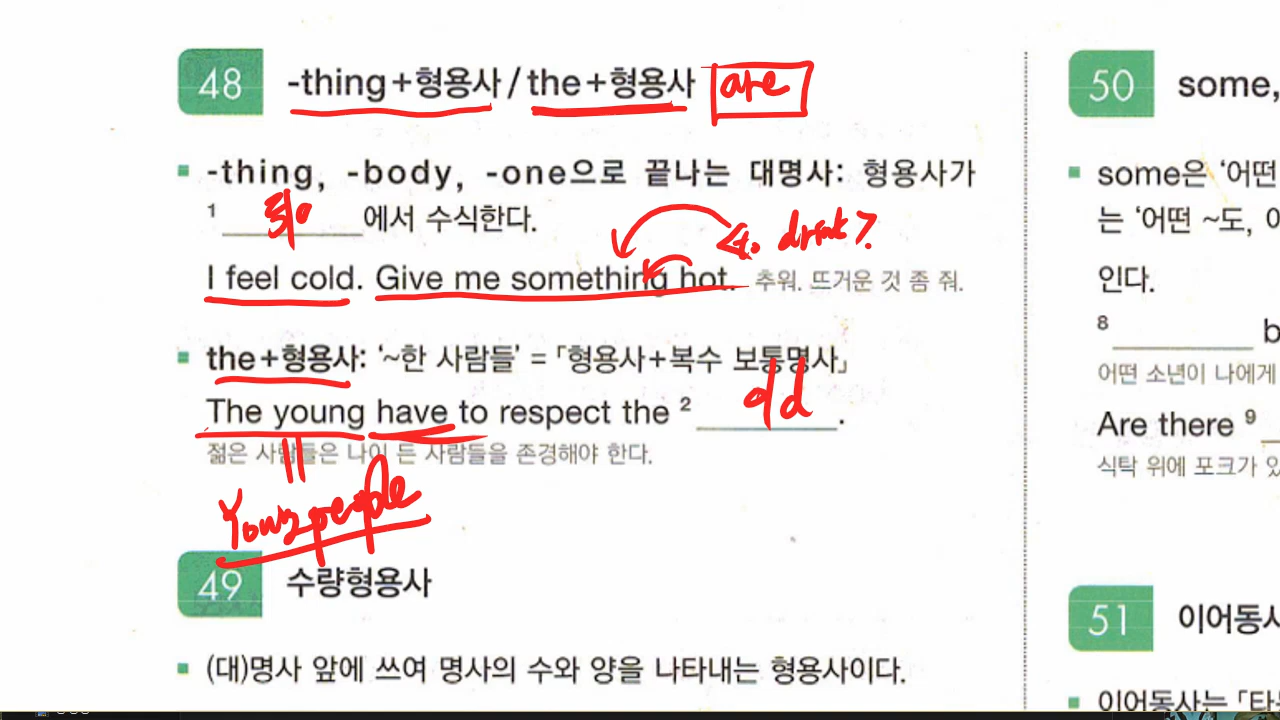 48 -thing+형용사 / the+형용사 are
-thing, -body, -one으로 끝나는 대명사: 형용사가
1 뒤 에서 수식한다.
to drink?
I feel cold. Give me something hot. 추워. 뜨거운 것 좀 줘.
the+형용사: '~한 사람들' = 「형용사+복수 보통명사」
The young have to respect the 2 old .
젊은 사람들은 나이 든 사람들을 존경해야 한다.
Young people
49 수량형용사
(대)명사 앞에 쓰여 명사의 수와 양을 나타내는 형용사이다.
50 some,
some은 '어떤
는 '어떤 ~도,
인다.
8 b
어떤 소년이 나에게
Are there 9
식탁 위에 포크가 있
51 이어동사
이어동사는 「타